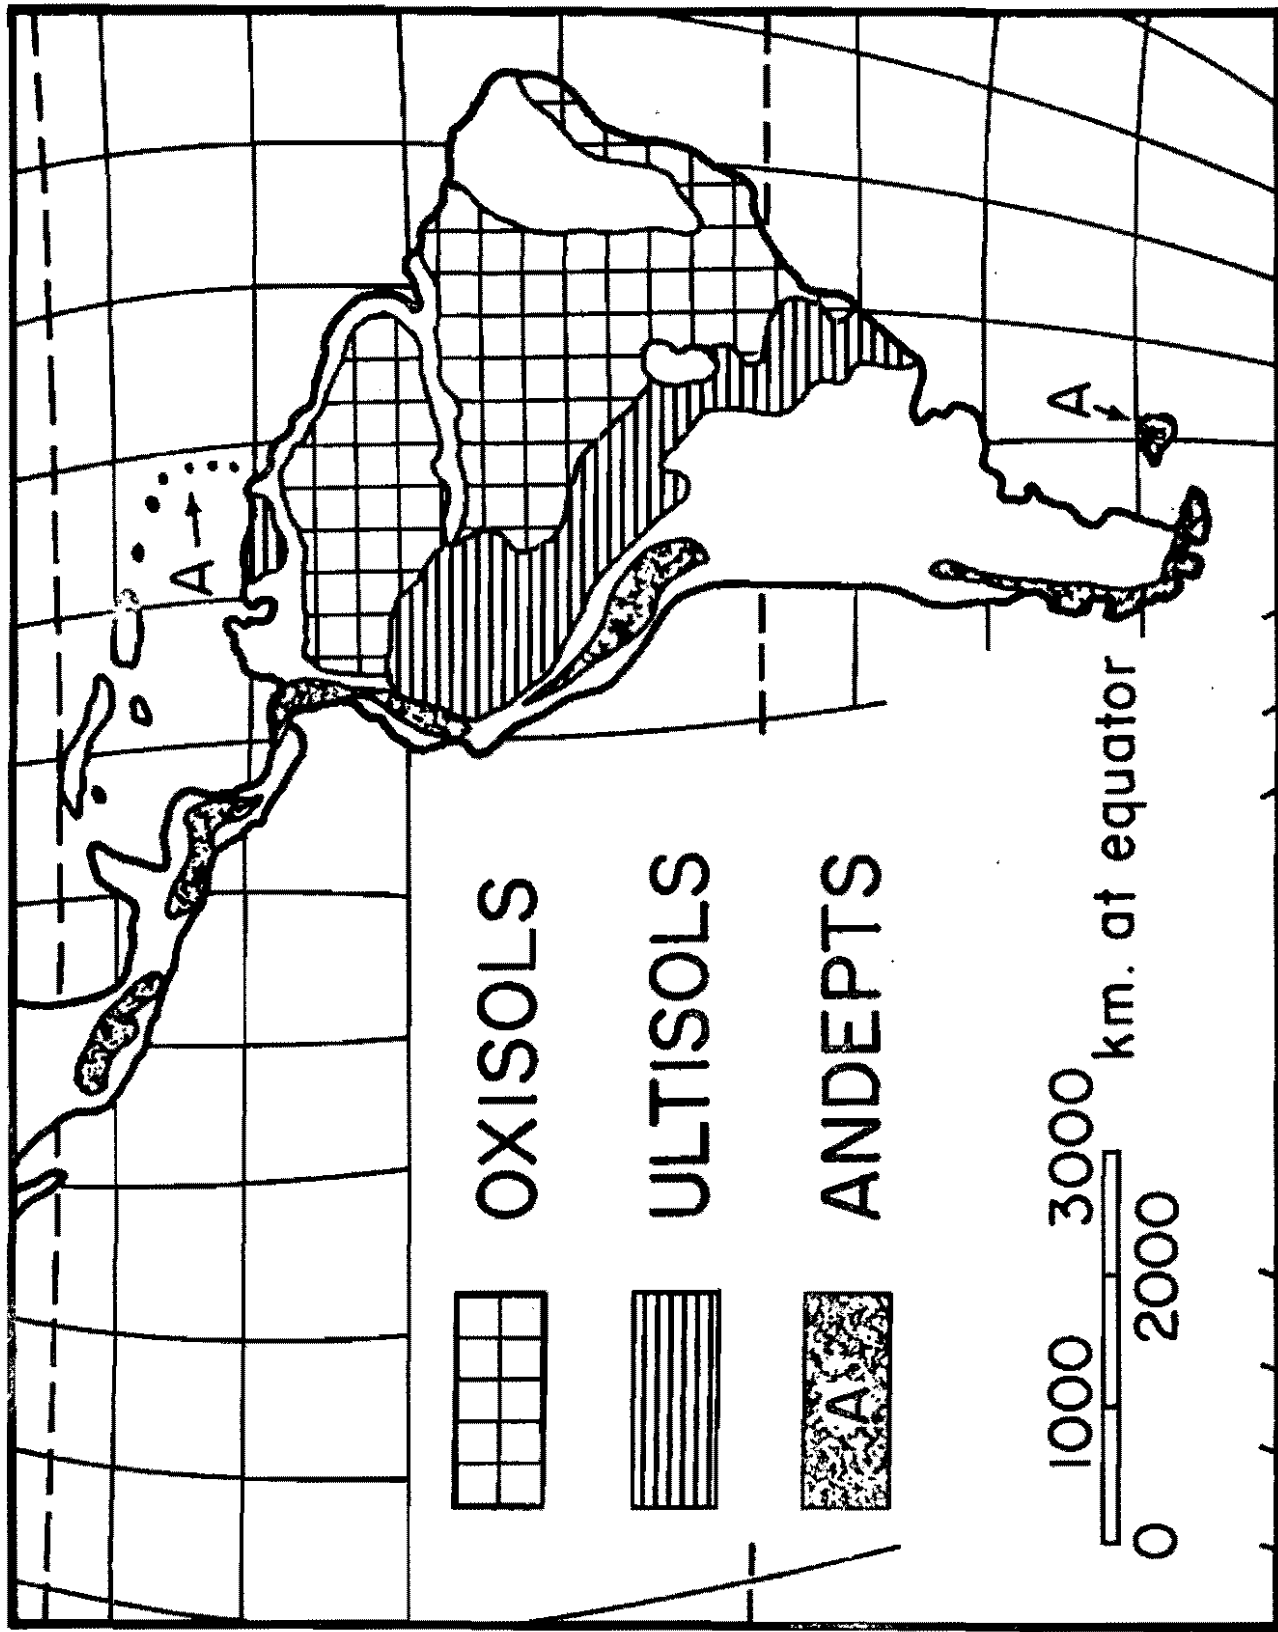 A
A
OXISOLS
ULTISOLS
A
ANDEPTS
1000 3000
0 2000
km. at equator